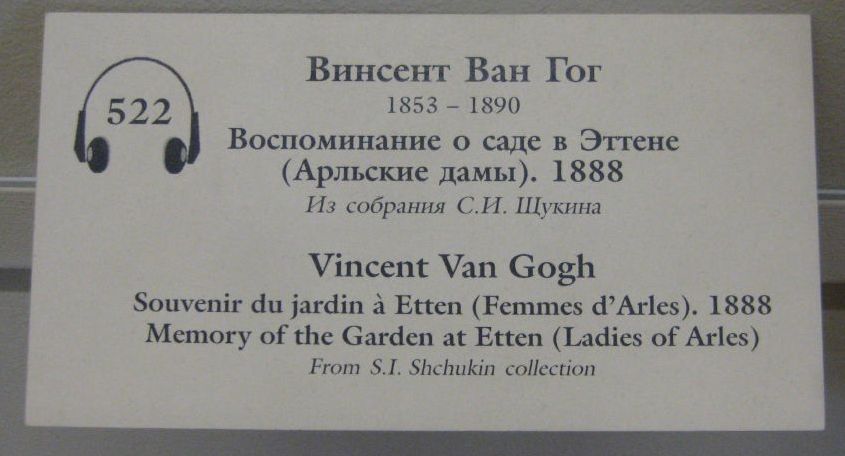 522
Винсент Ван Гог
1853 – 1890
Воспоминание о саде в Эттене
(Арльские дамы). 1888
Из собрания С.И. Щукина
Vincent Van Gogh
Souvenir du jardin à Etten (Femmes d’Arles). 1888
Memory of the Garden at Etten (Ladies of Arles)
From S.I. Shchukin collection